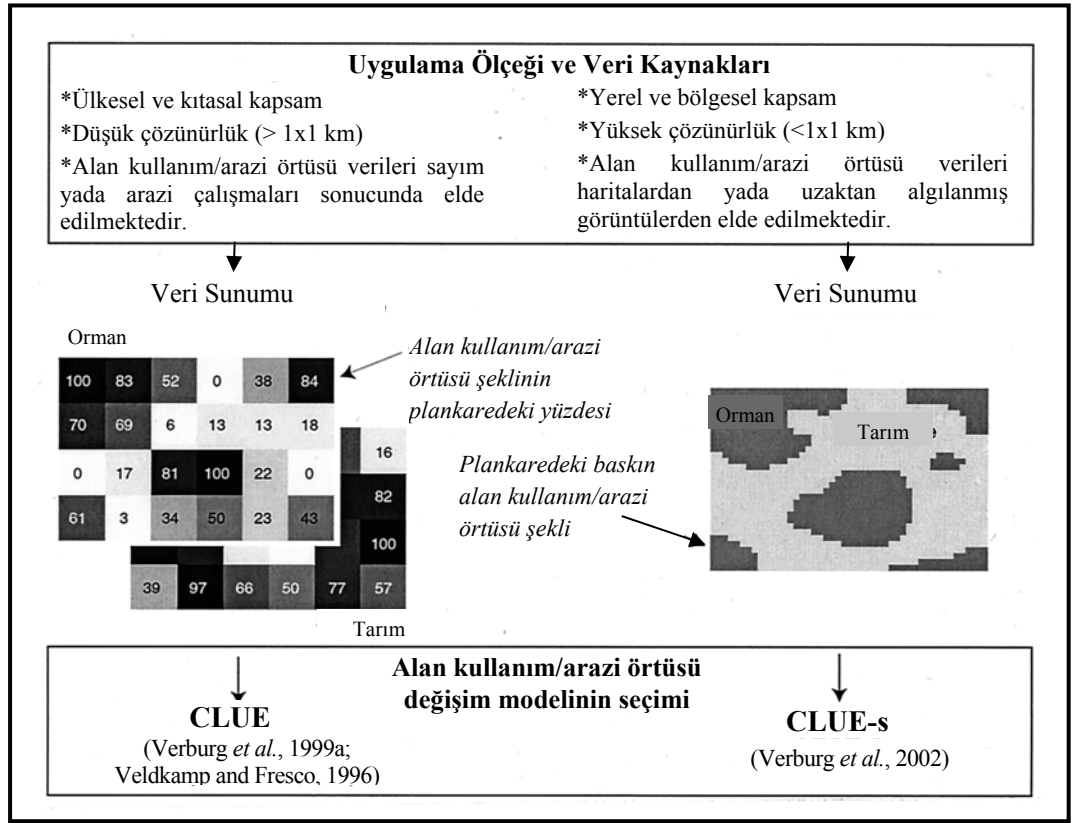 Uygulama Ölçeği ve Veri Kaynakları
*Ülkesel ve kıtasal kapsam
*Düşük çözünürlük (> 1x1 km)
*Alan kullanım/arazi örtüsü verileri sayım
yada arazi çalışmaları sonucunda elde
edilmektedir.
*Yerel ve bölgesel kapsam
*Yüksek çözünürlük (<1x1 km)
*Alan kullanım/arazi örtüsü verileri
haritalardan yada uzaktan algılanmış
görüntülerden elde edilmektedir.
Veri Sunumu
Veri Sunumu
Orman
100 83 52 0 38 84
70 69 6 13 13 18
0 17 81 100 22 0
61 3 34 50 23 43
16
82
100
39 97 66 50 77 57
Tarım
Alan kullanım/arazi
örtüsü şeklinin
plankaredeki yüzdesi
Plankaredeki baskın
alan kullanım/arazi
örtüsü şekli
Orman
Tarım
Alan kullanım/arazi örtüsü
değişim modelinin seçimi
CLUE
(Verburg et al., 1999a;
Veldkamp and Fresco, 1996)
CLUE-s
(Verburg et al., 2002)